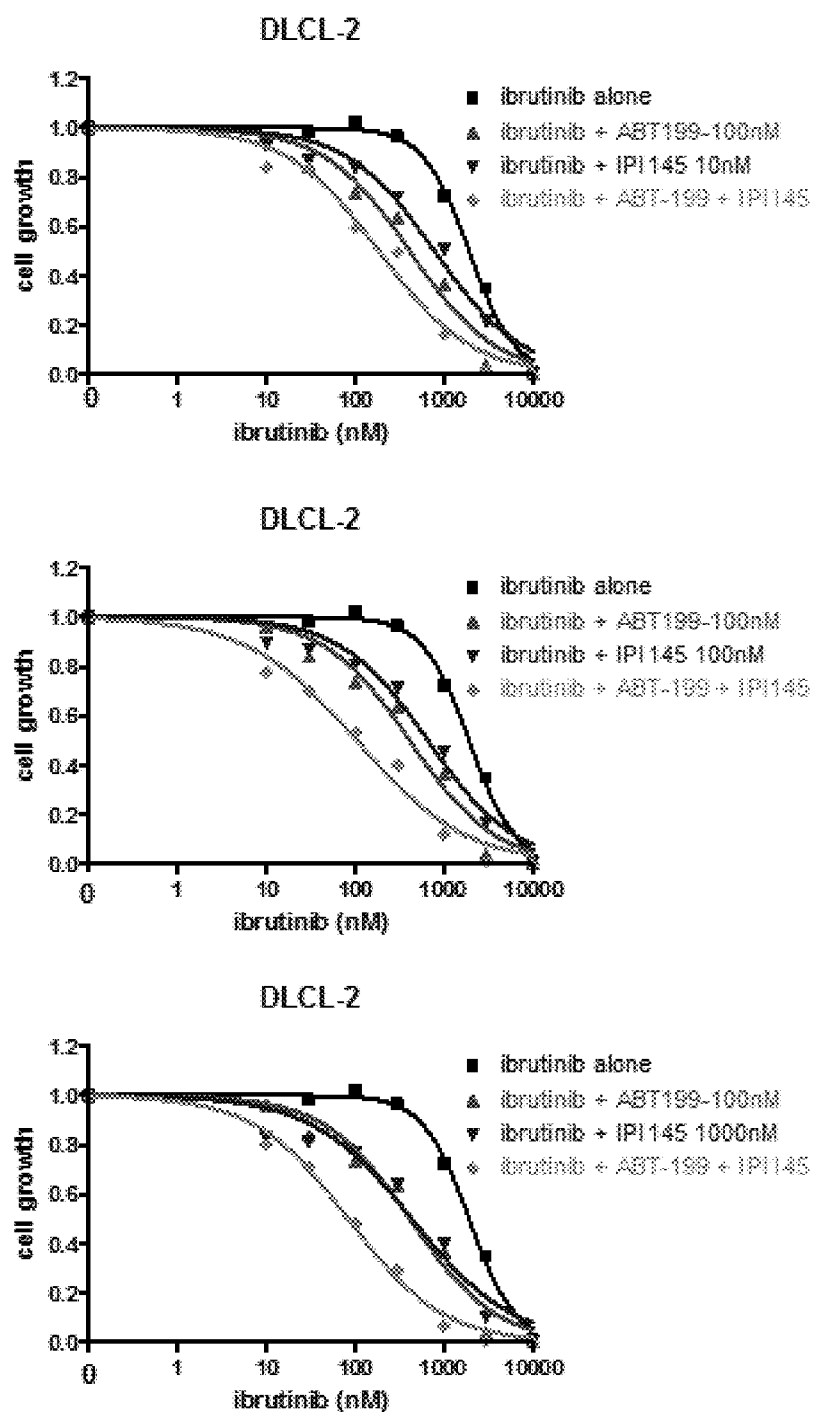 DLCL-2
1.2
ibrutinib alone
ibrutinib + ABT199-100nM
ibrutinib + IPI145 10nM
ibrutinib + ABT-199 + IPI145
1.0
0.8
0.6
0.4
0.2
0.0
cell growth
0 1 10 100 1000 10000
ibrutinib (nM)
DLCL-2
1.2
ibrutinib alone
ibrutinib + ABT199-100nM
ibrutinib + IPI145 100nM
ibrutinib + ABT-199 + IPI145
1.0
0.8
0.6
0.4
0.2
0.0
cell growth
0 1 10 100 1000 10000
ibrutinib (nM)
DLCL-2
1.2
ibrutinib alone
ibrutinib + ABT199-100nM
ibrutinib + IPI145 1000nM
ibrutinib + ABT-199 + IPI145
1.0
0.8
0.6
0.4
0.2
0.0
cell growth
0 1 10 100 1000 10000
ibrutinib (nM)